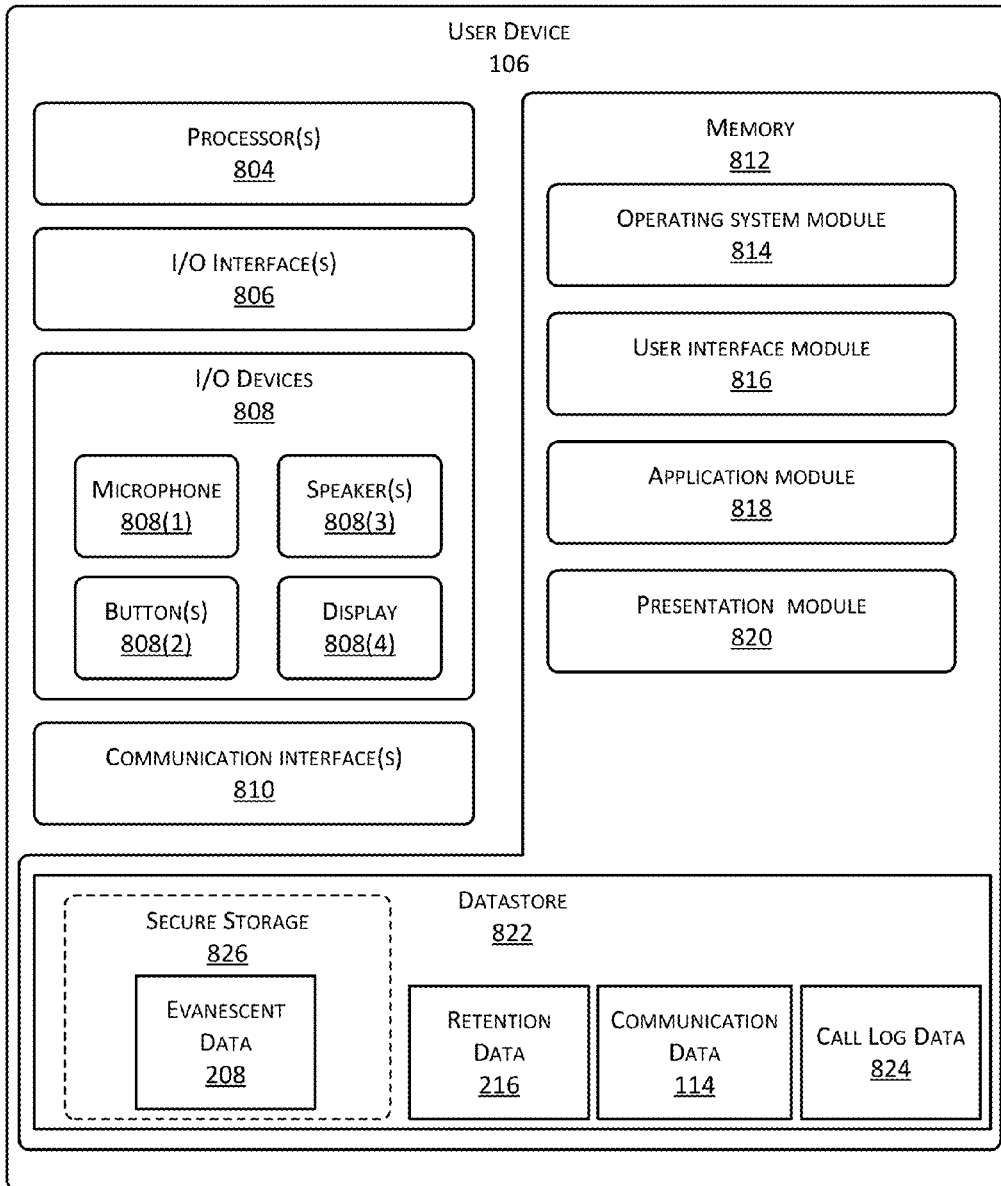 USER DEVICE
106
PROCESSOR(S)
804
I/O INTERFACE(S)
806
I/O DEVICES
808
MICROPHONE
808(1)
SPEAKER(S)
808(3)
BUTTON(S)
808(2)
DISPLAY
808(4)
COMMUNICATION INTERFACE(S)
810
MEMORY
812
OPERATING SYSTEM MODULE
814
USER INTERFACE MODULE
816
APPLICATION MODULE
818
PRESENTATION MODULE
820
DATASTORE
822
SECURE STORAGE
826
EVANESCENT
DATA
208
RETENTION
DATA
216
COMMUNICATION
DATA
114
CALL LOG DATA
824